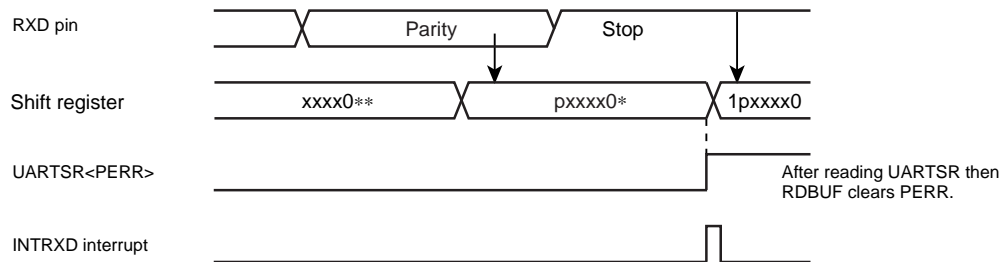 RXD pin
Parity
Stop
Shift register
xxxx0**
pxxxx0*
1pxxxx0
UARTSR<PERR>
After reading UARTSR then
RDBUF clears PERR.
INTRXD interrupt